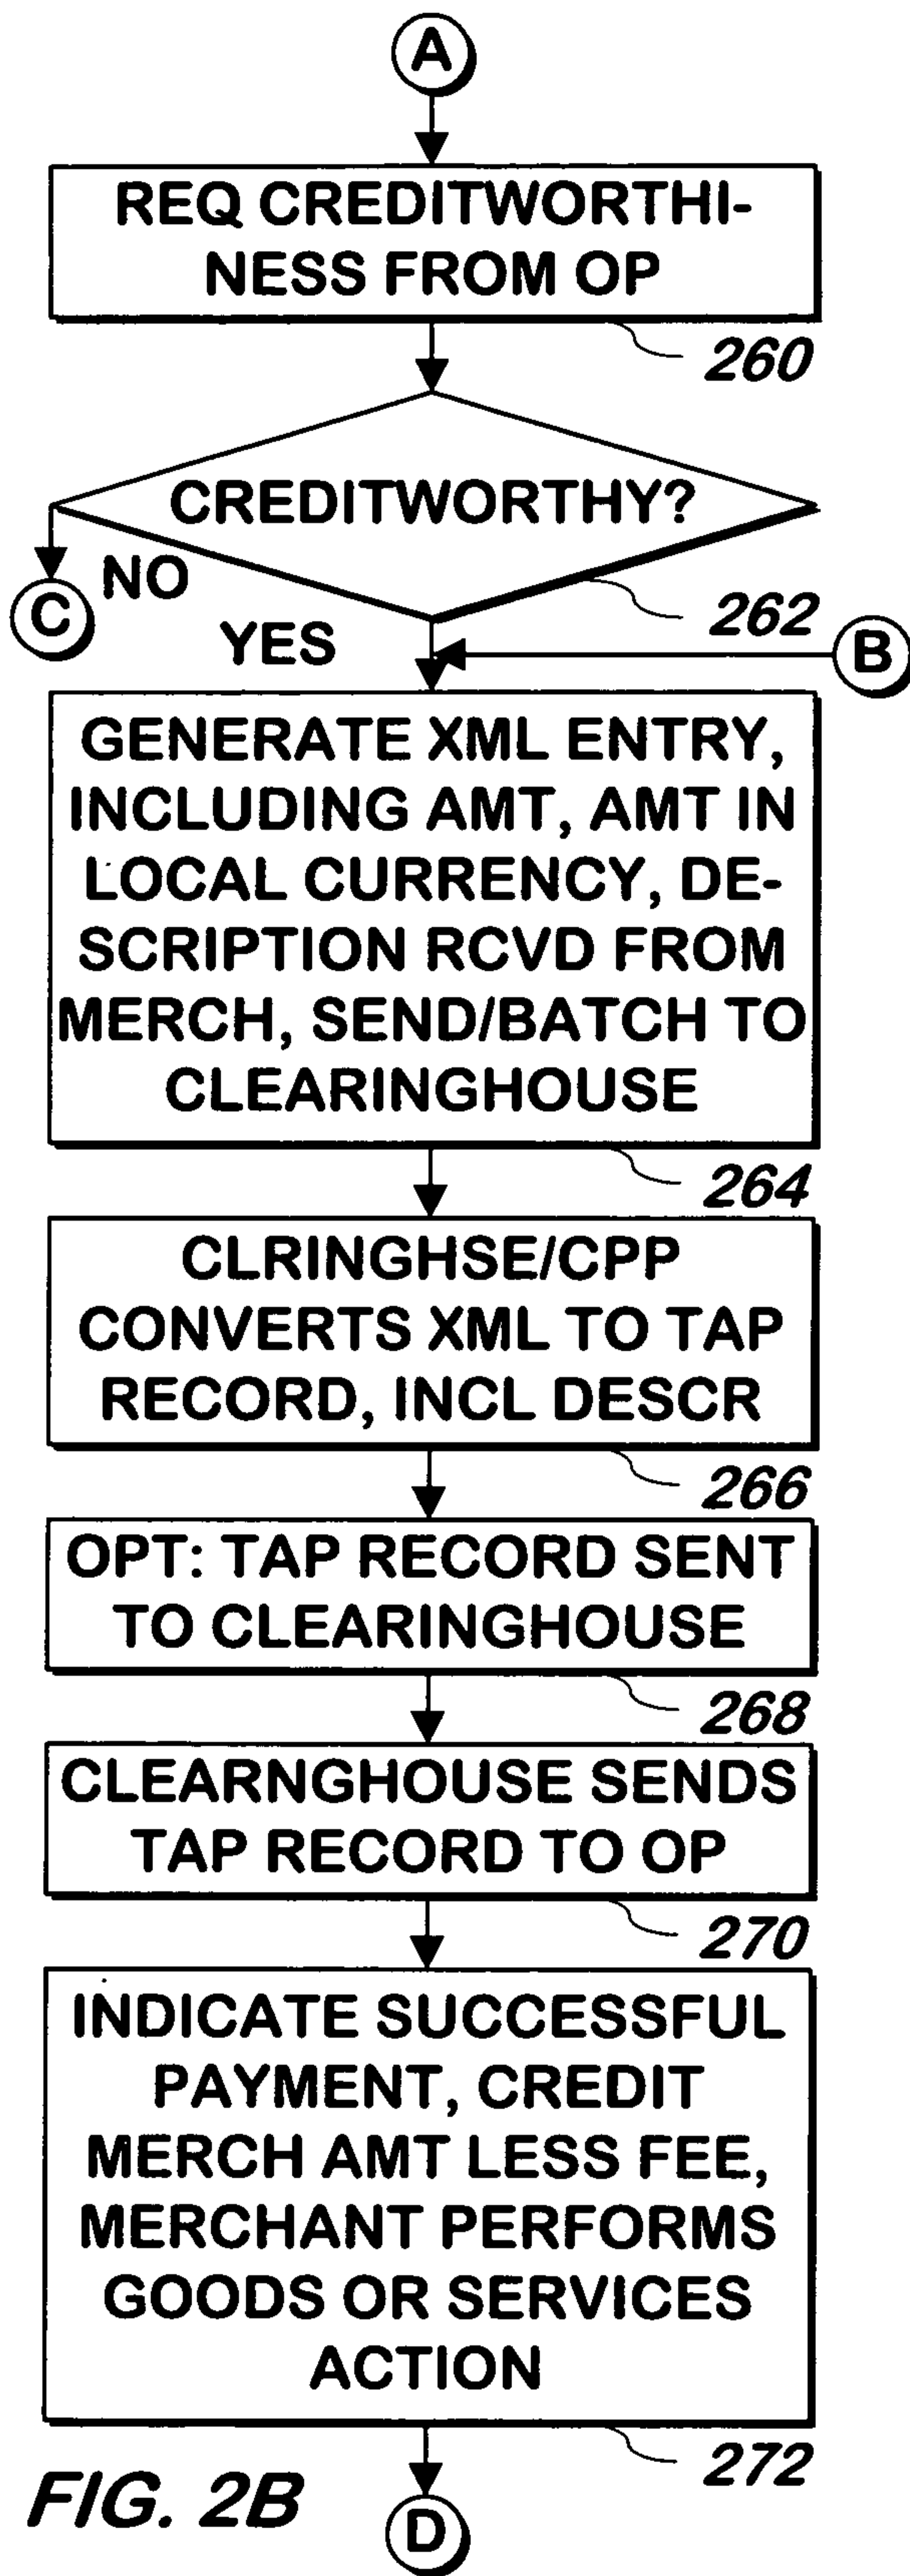 A
REQ CREDITWORTHI-
NESS FROM OP
260
CREDITWORTHY?
NO
C
262
YES
B
GENERATE XML ENTRY,
INCLUDING AMT, AMT IN
LOCAL CURRENCY, DE-
SCRIPTION RCVD FROM
MERCH, SEND/BATCH TO
CLEARINGHOUSE
264
CLRINGHSE/CPP
CONVERTS XML TO TAP
RECORD, INCL DESCR
266
OPT: TAP RECORD SENT
TO CLEARINGHOUSE
268
CLEARNGHOUSE SENDS
TAP RECORD TO OP
270
INDICATE SUCCESSFUL
PAYMENT, CREDIT
MERCH AMT LESS FEE,
MERCHANT PERFORMS
GOODS OR SERVICES
ACTION
272
FIG. 2B
D